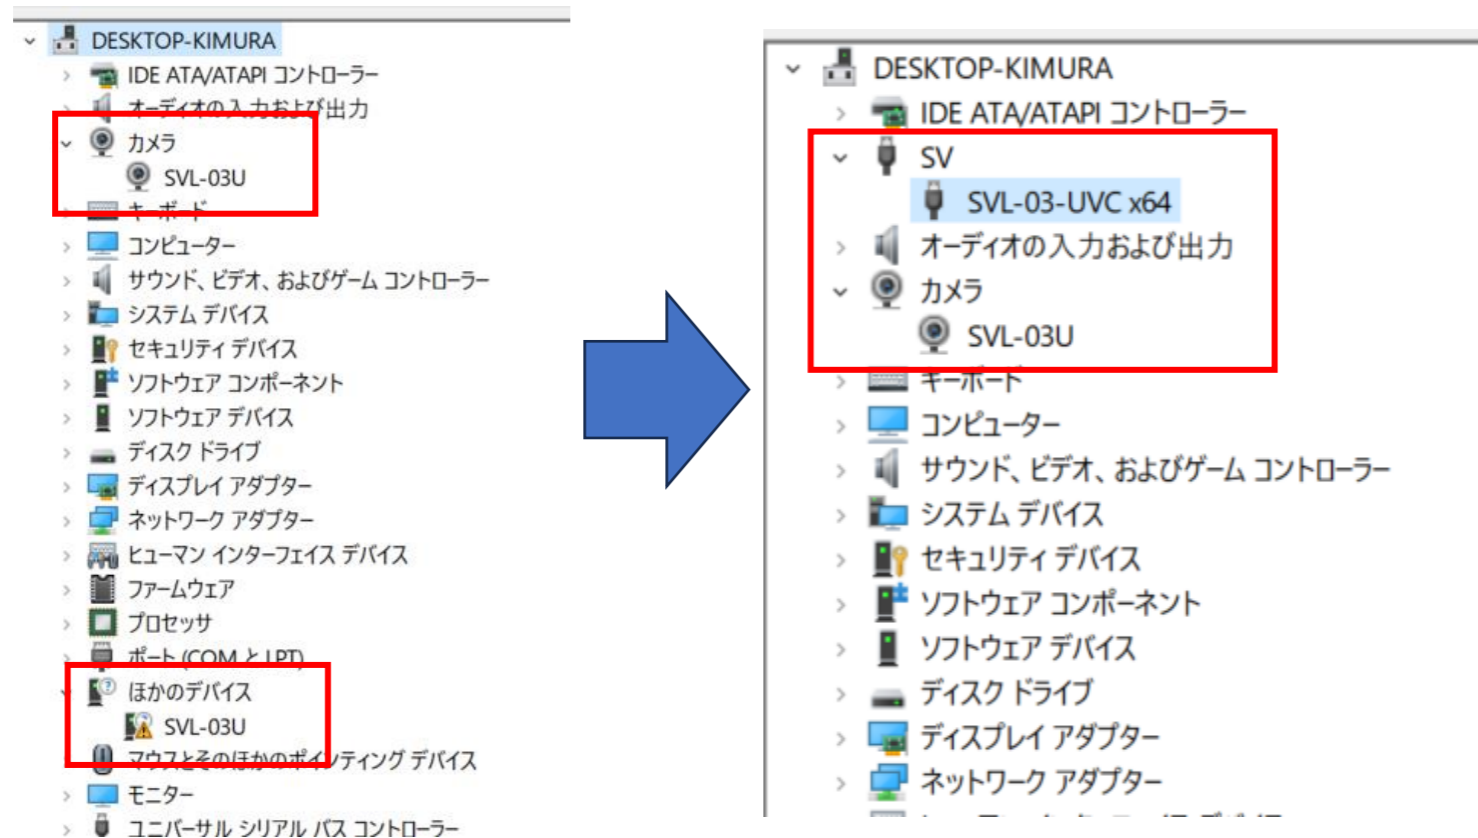 DESKTOP-KIMURA
IDE ATA/ATAPI コントローラー
オーディオの入力および出力
カメラ
SVL-03U
キーボード
コンピューター
サウンド、ビデオ、およびゲーム コントローラー
システム デバイス
セキュリティ デバイス
ソフトウェア コンポーネント
ソフトウェア デバイス
ディスク ドライブ
ディスプレイ アダプター
ネットワーク アダプター
ヒューマン インターフェイス デバイス
ファームウェア
プロセッサ
ポート (COM と LPT)
ほかのデバイス
SVL-03U
マウスとそのほかのポインティング デバイス
モニター
ユニバーサル シリアル バス コントローラー
DESKTOP-KIMURA
IDE ATA/ATAPI コントローラー
SV
SVL-03-UVC x64
オーディオの入力および出力
カメラ
SVL-03U
キーボード
コンピューター
サウンド、ビデオ、およびゲーム コントローラー
システム デバイス
セキュリティ デバイス
ソフトウェア コンポーネント
ソフトウェア デバイス
ディスク ドライブ
ディスプレイ アダプター
ネットワーク アダプター